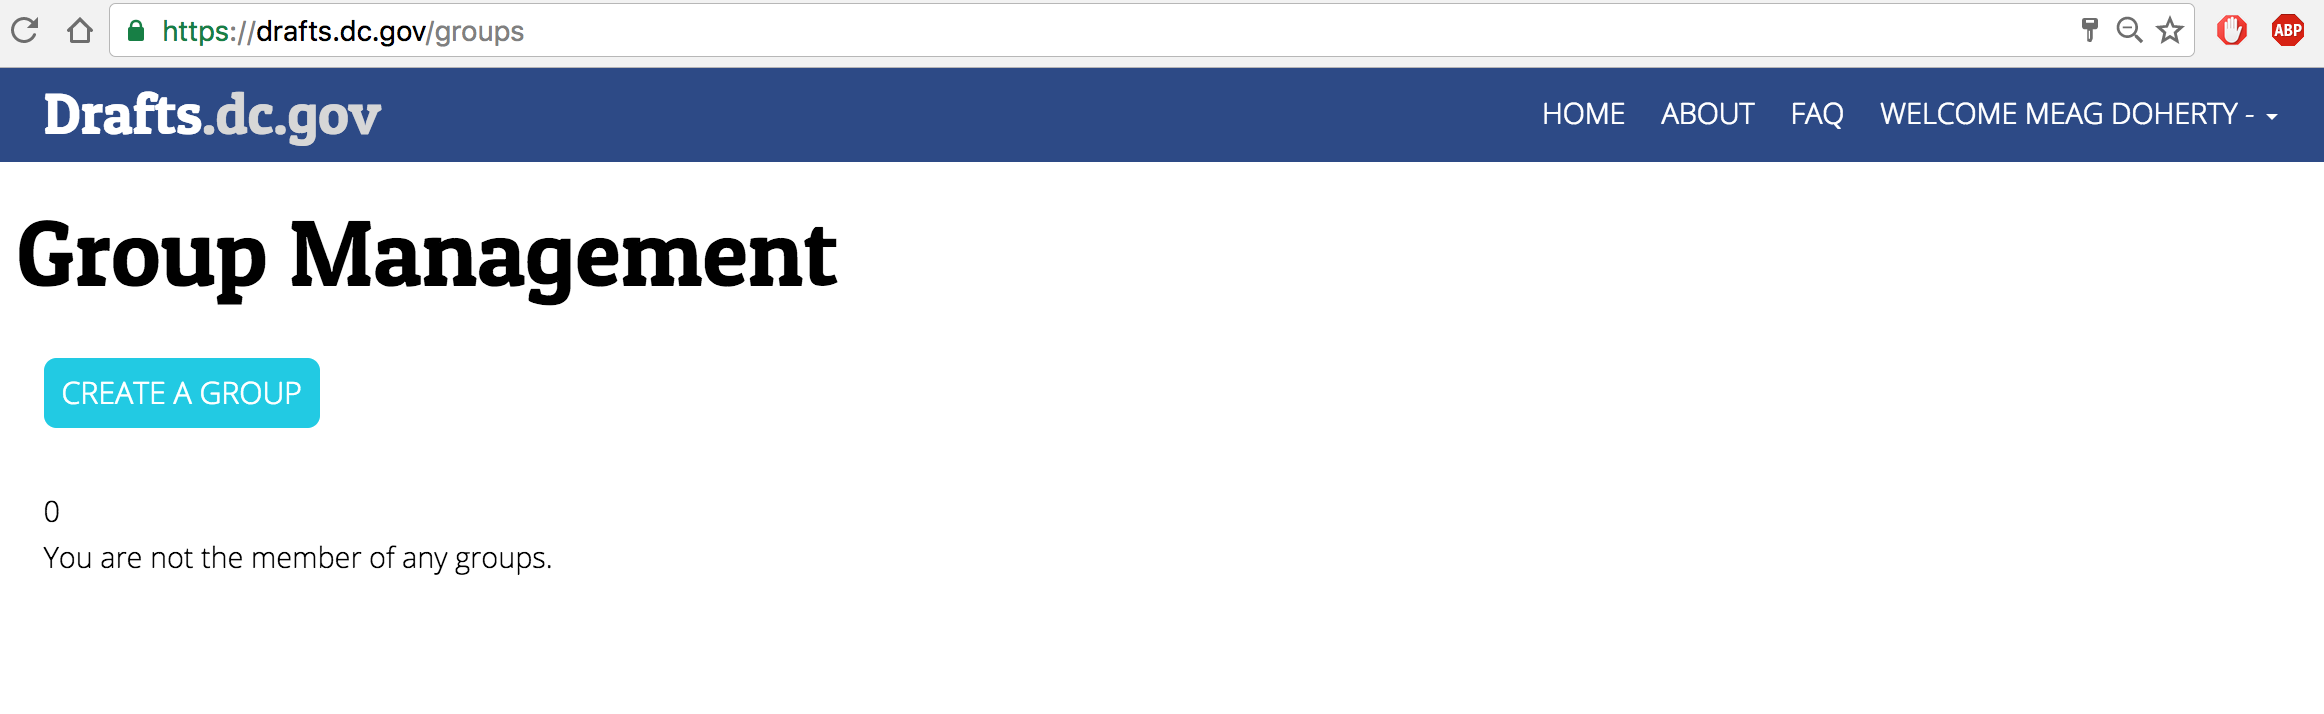 https://drafts.dc.gov/groups ABP
Drafts.dc.gov HOME ABOUT FAQ WELCOME MEAG DOHERTY -
Group Management
CREATE A GROUP
0
You are not the member of any groups.